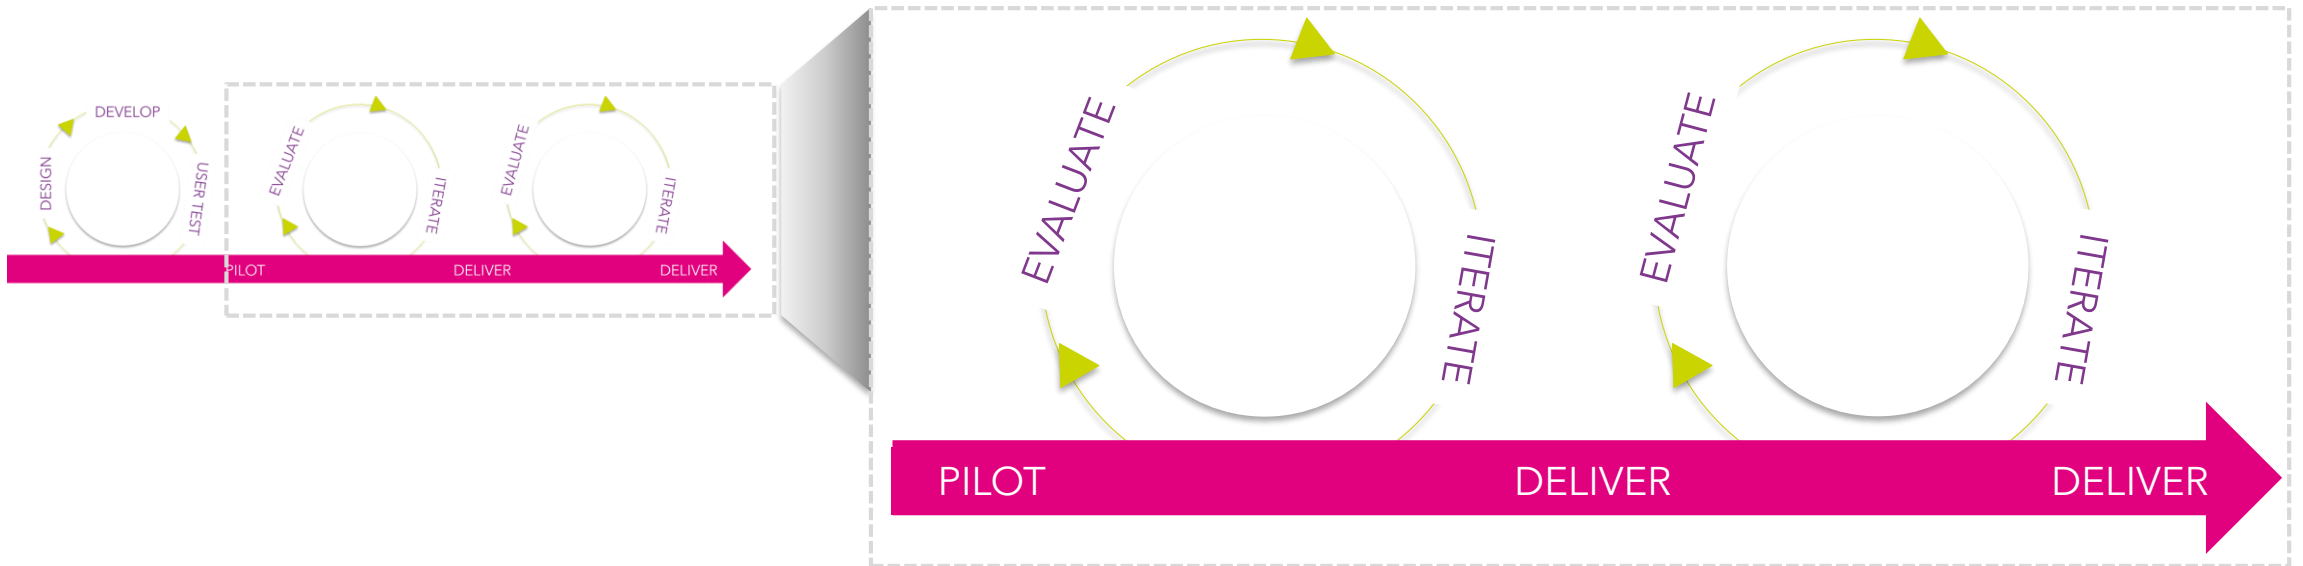 DEVELOP
DESIGN
USER TEST
EVALUATE
ITERATE
EVALUATE
ITERATE
PILOT
DELIVER
DELIVER
EVALUATE
ITERATE
EVALUATE
ITERATE
PILOT
DELIVER
DELIVER